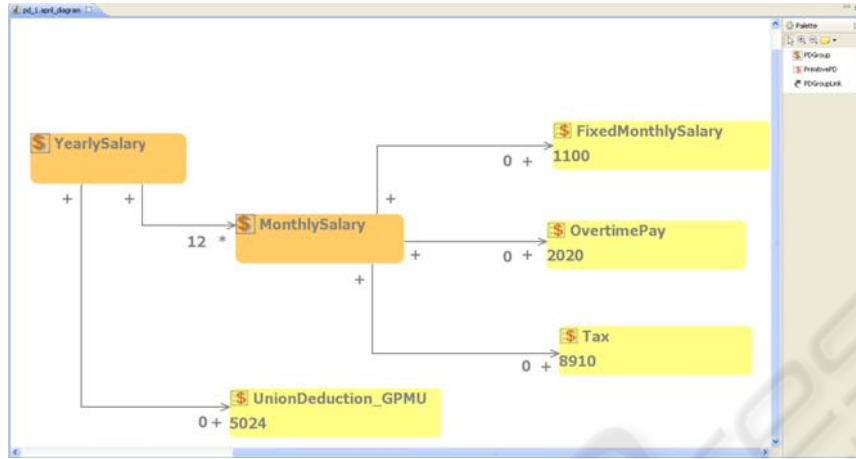 pd_1.april_diagram
Palette
PDGroup
PrimitivePD
PDGroupLink
FixedMonthlySalary
0 + 1100
YearlySalary
+ + +
MonthlySalary
12 *
+
OvertimePay
0 + 2020
+
Tax
0 + 8910
UnionDeduction_GPMU
0 + 5024